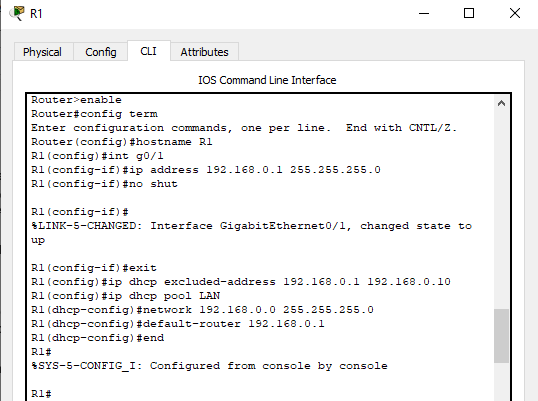 R1
Physical Config CLI Attributes
IOS Command Line Interface
Router>enable
Router#config term
Enter configuration commands, one per line.  End with CNTL/Z.
Router(config)#hostname R1
R1(config)#int g0/1
R1(config-if)#ip address 192.168.0.1 255.255.255.0
R1(config-if)#no shut
R1(config-if)#
%LINK-5-CHANGED: Interface GigabitEthernet0/1, changed state to
up
R1(config-if)#exit
R1(config)#ip dhcp excluded-address 192.168.0.1 192.168.0.10
R1(config)#ip dhcp pool LAN
R1(dhcp-config)#network 192.168.0.0 255.255.255.0
R1(dhcp-config)#default-router 192.168.0.1
R1(dhcp-config)#end
R1#
%SYS-5-CONFIG_I: Configured from console by console
R1#